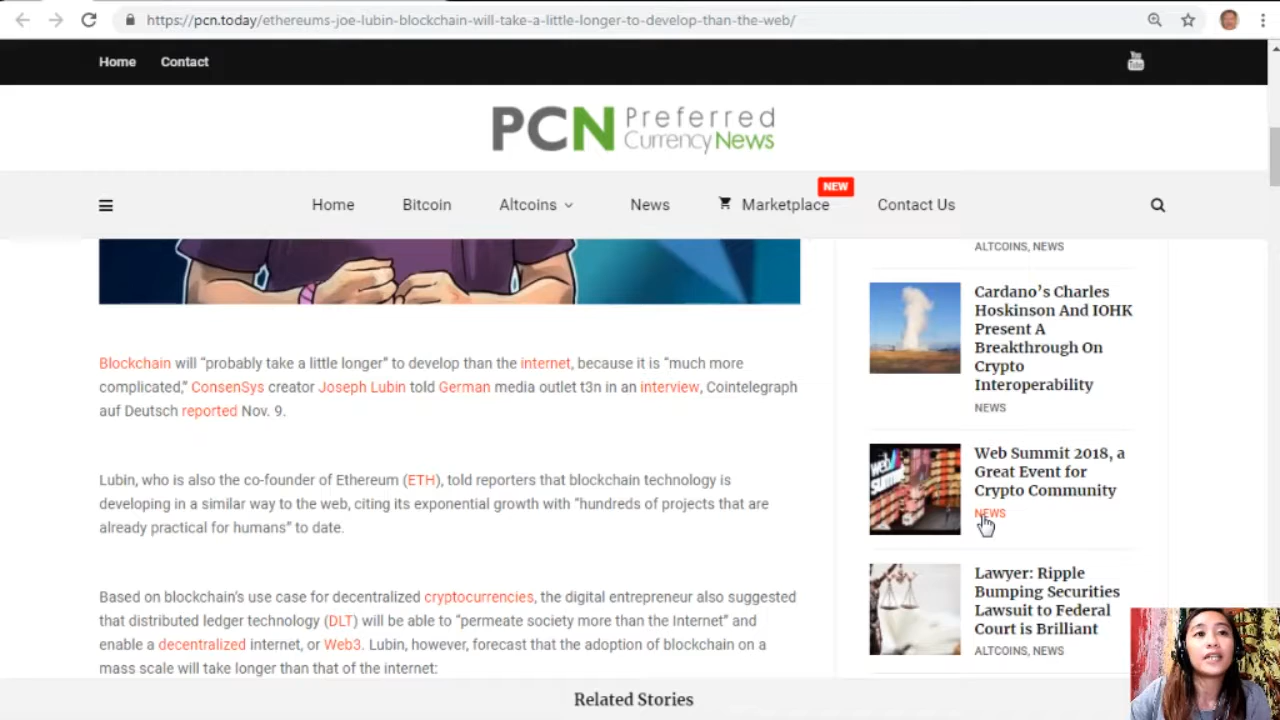 https://pcn.today/ethereums-joe-lubin-blockchain-will-take-a-little-longer-to-develop-than-the-web/
Home Contact
You
Tube
PCN Preferred
Currency News
NEW
Home Bitcoin Altcoins News Marketplace Contact Us
Blockchain will “probably take a little longer” to develop than the internet, because it is “much more
complicated,” ConsenSys creator Joseph Lubin told German media outlet t3n in an interview, Cointelegraph
auf Deutsch reported Nov. 9.
Lubin, who is also the co-founder of Ethereum (ETH), told reporters that blockchain technology is
developing in a similar way to the web, citing its exponential growth with “hundreds of projects that are
already practical for humans” to date.
Based on blockchain’s use case for decentralized cryptocurrencies, the digital entrepreneur also suggested
that distributed ledger technology (DLT) will be able to “permeate society more than the Internet” and
enable a decentralized internet, or Web3. Lubin, however, forecast that the adoption of blockchain on a
mass scale will take longer than that of the internet:
ALTCOINS, NEWS
Cardano’s Charles
Hoskinson And IOHK
Present A
Breakthrough On
Crypto
Interoperability
NEWS
web
summit
Web Summit 2018, a
Great Event for
Crypto Community
NEWS
Lawyer: Ripple
Bumping Securities
Lawsuit to Federal
Court is Brilliant
ALTCOINS, NEWS
Related Stories